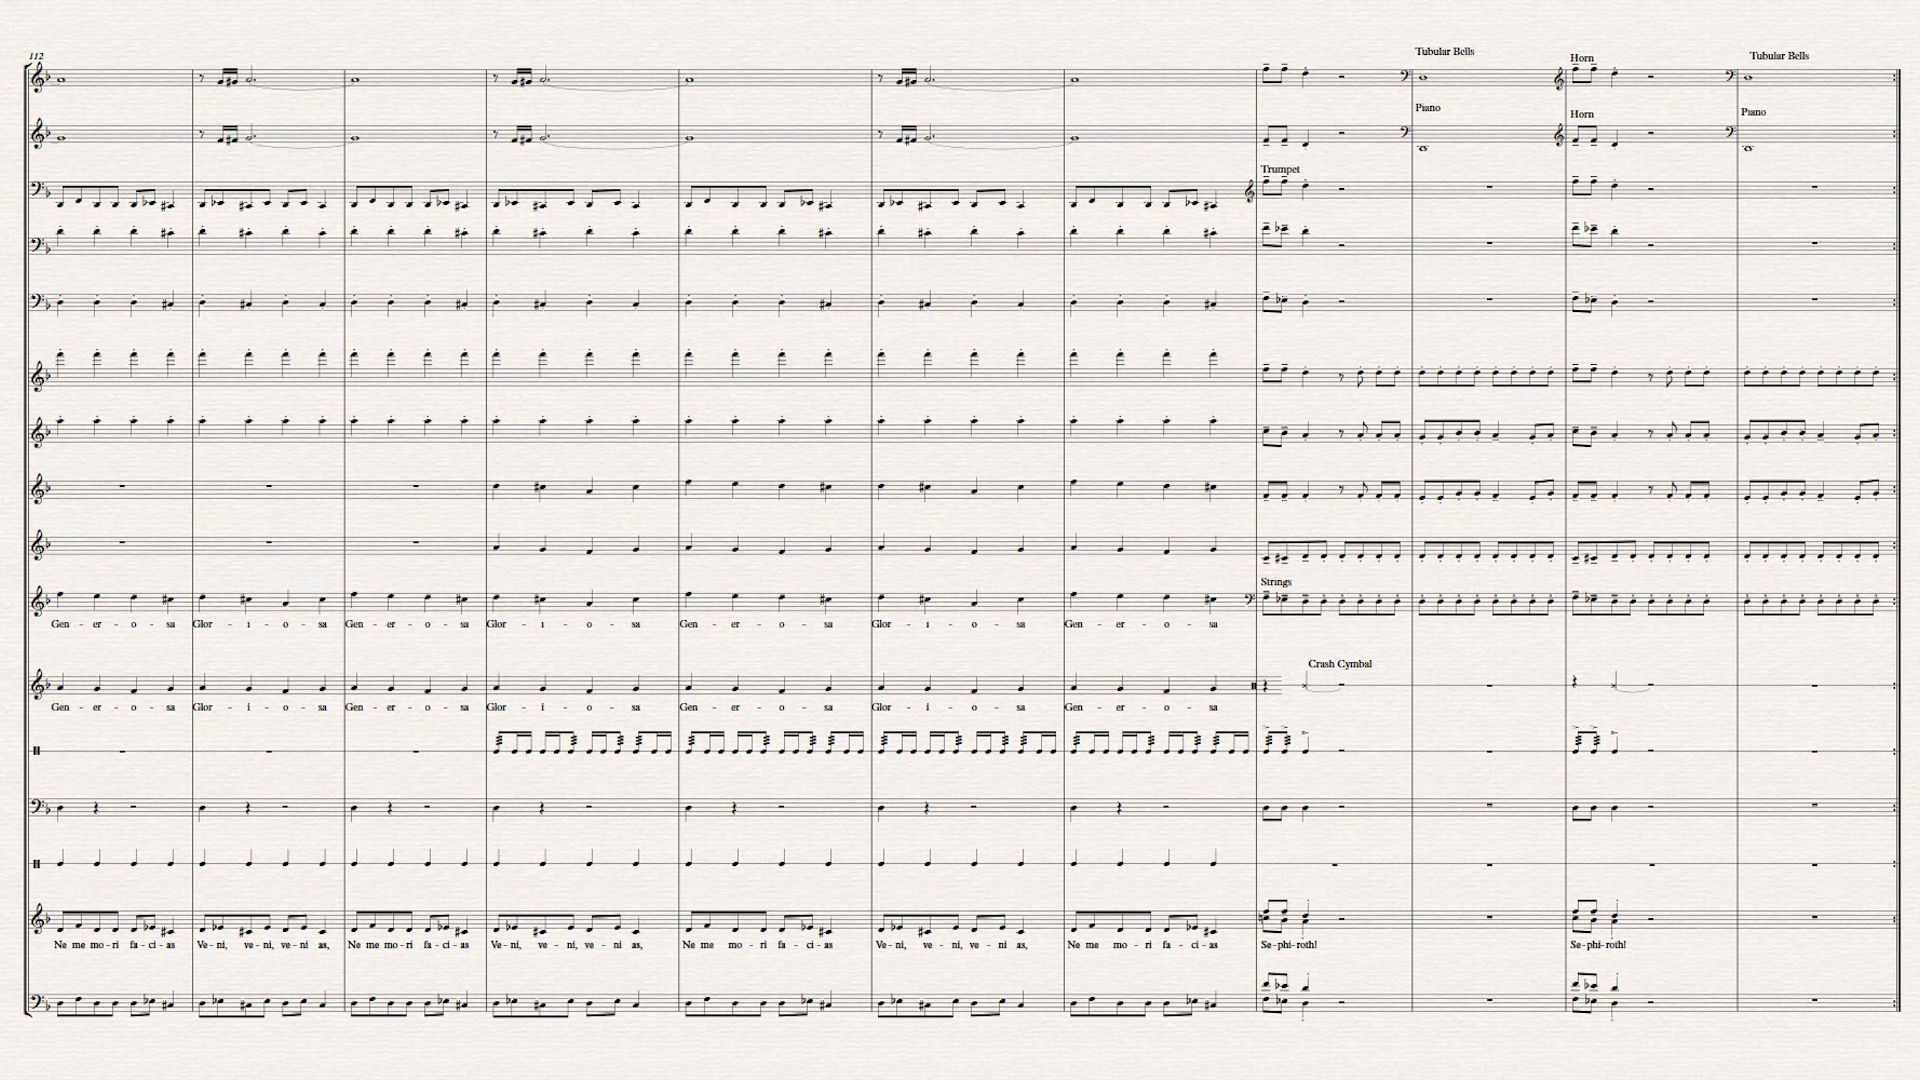 112
Tubular Bells
Horn
Tubular Bells
Piano
Horn
Piano
Trumpet
Strings
Gen - er - o - sa Glor - i - o - sa Gen - er - o - sa Glor - i - o - sa Gen - er - o - sa Glor - i - o - sa Gen - er - o - sa
Crash Cymbal
Gen - er - o - sa Glor - i - o - sa Gen - er - o - sa Glor - i - o - sa Gen - er - o - sa Glor - i - o - sa Gen - er - o - sa
Ne me mo - ri fa - ci - as Ve - ni, ve - ni, ve - ni as, Ne me mo - ri fa - ci - as Ve - ni, ve - ni, ve - ni as, Ne me mo - ri fa - ci - as Ve - ni, ve - ni, ve - ni as, Ne me mo - ri fa - ci - as Se - phi - roth! Se - phi - roth!